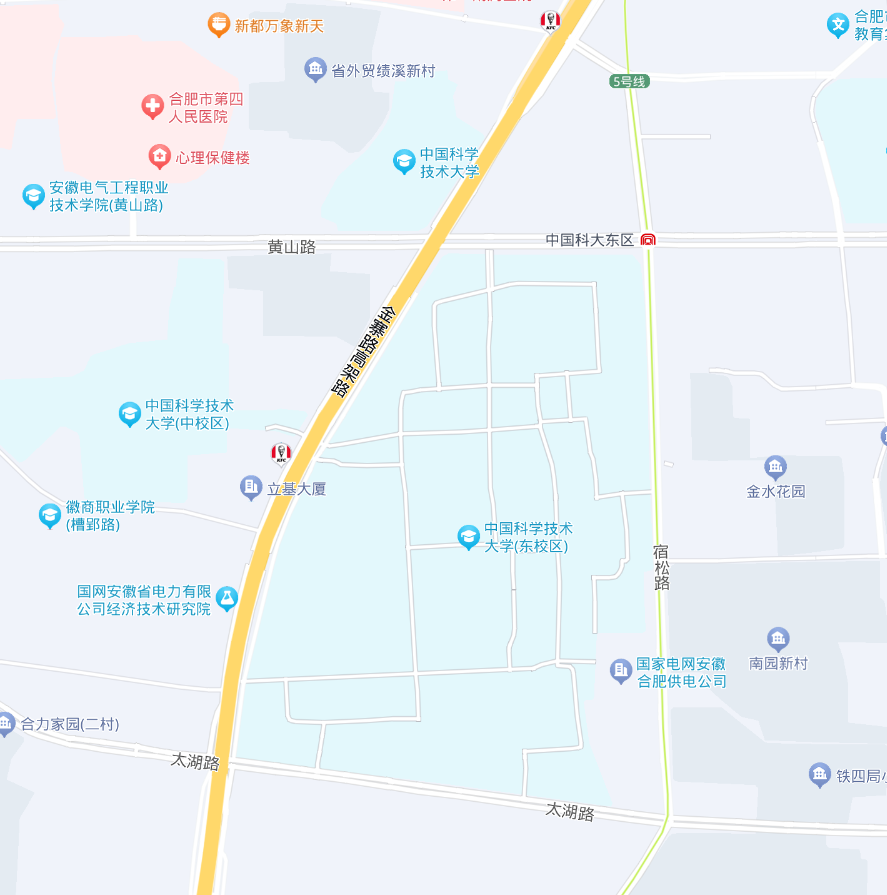 新都万象新天
KFC
合肥市
教育
省外贸绩溪新村
5号线
合肥市第四
人民医院
心理保健楼
中国科学
技术大学
安徽电气工程职业
技术学院(黄山路)
黄山路
中国科大东区
金寨路高架路
中国科学技术
大学(中校区)
KFC
立基大厦
金水花园
徽商职业学院
(槽郢路)
中国科学技术
大学(东校区)
宿松路
国网安徽省电力有限
公司经济技术研究院
国家电网安徽
合肥供电公司
南园新村
合力家园(二村)
太湖路
铁四局
太湖路